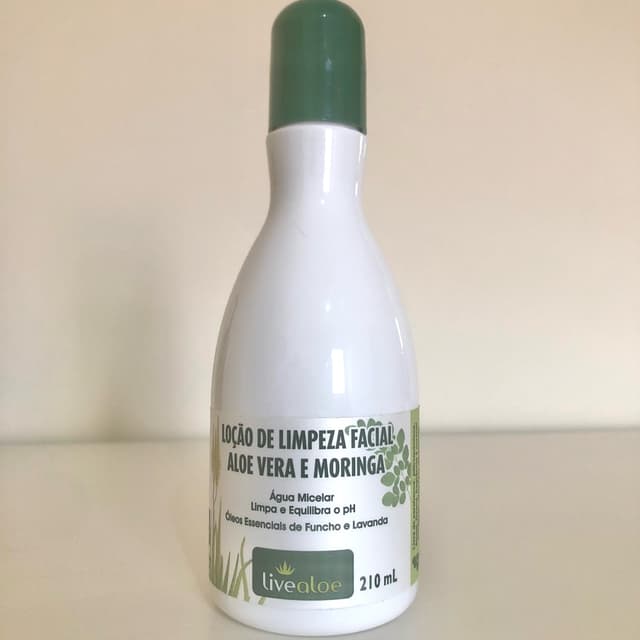 LOÇÃO DE LIMPEZA FACIAL
ALOE VERA E MORINGA
Água Micelar
Limpa e Equilibra o pH
Óleos Essenciais de Funcho e Lavanda
livealoe
210 mL